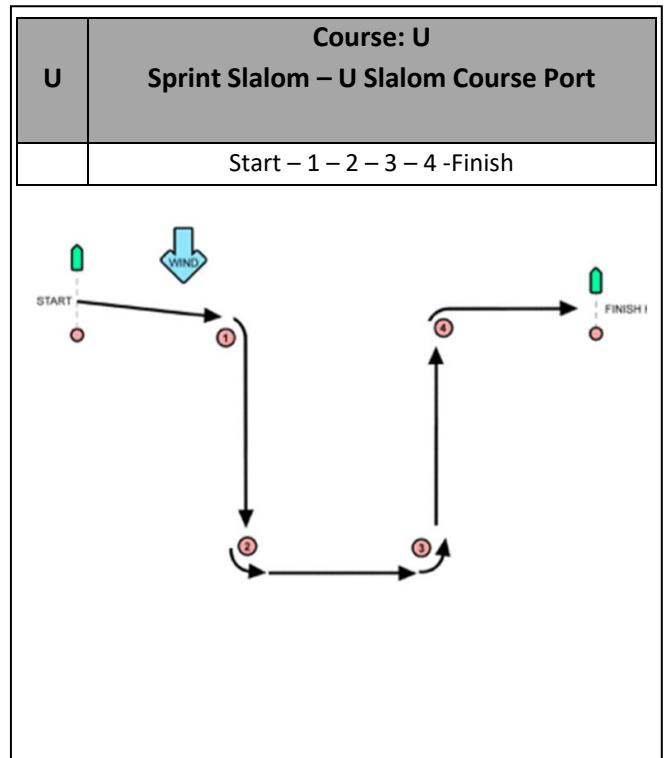 Course: U
U
Sprint Slalom – U Slalom Course Port
Start – 1 – 2 – 3 – 4 -Finish
WIND
START
FINISH
1
4
2
3